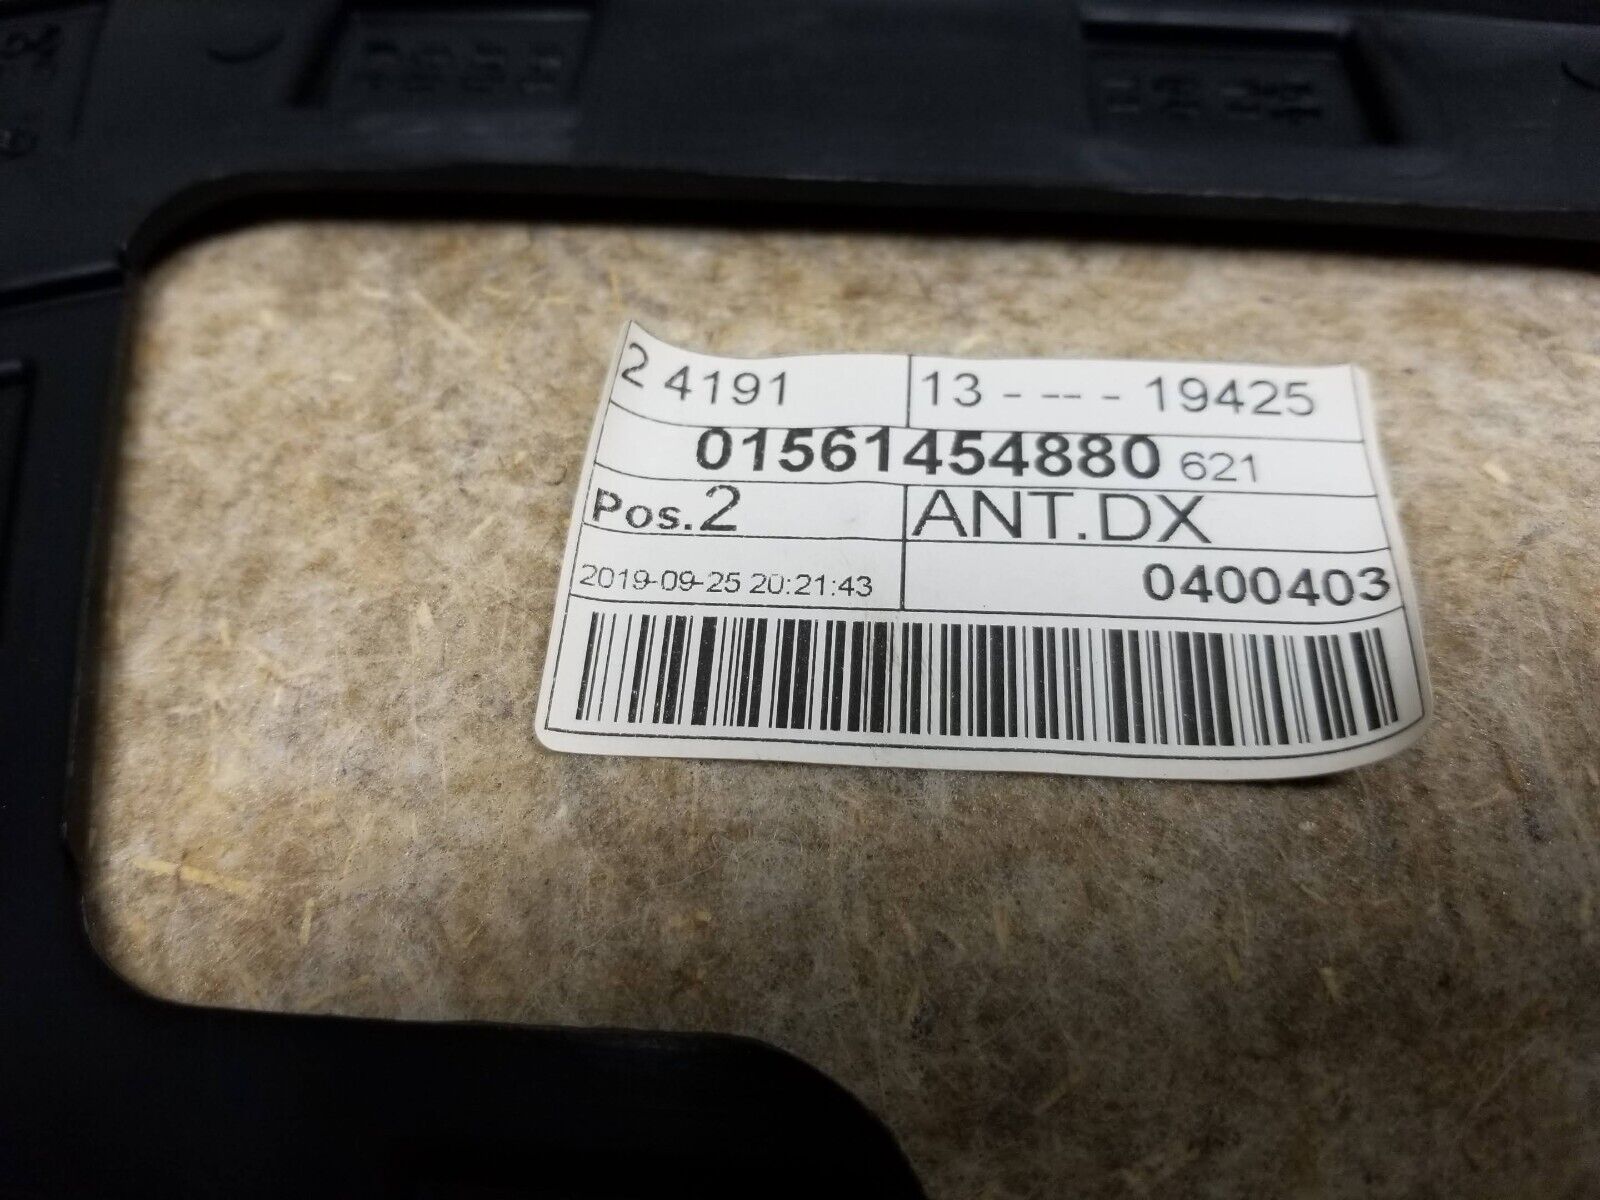 2 4191 13 - -- - 19425
01561454880 621
Pos.2 ANT.DX
2019-09-25 20:21:43 0400403